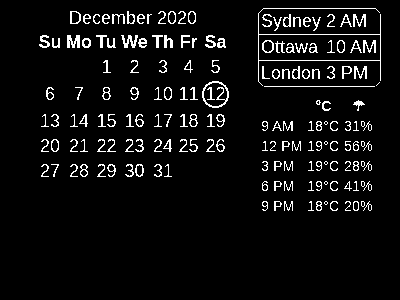 December 2020
Su Mo Tu We Th Fr Sa
1 2 3 4 5
6 7 8 9 10 11 12
13 14 15 16 17 18 19
20 21 22 23 24 25 26
27 28 29 30 31
Sydney 2 AM
Ottawa 10 AM
London 3 PM
°C ☂
9 AM 18°C 31%
12 PM 19°C 56%
3 PM 19°C 28%
6 PM 19°C 41%
9 PM 18°C 20%